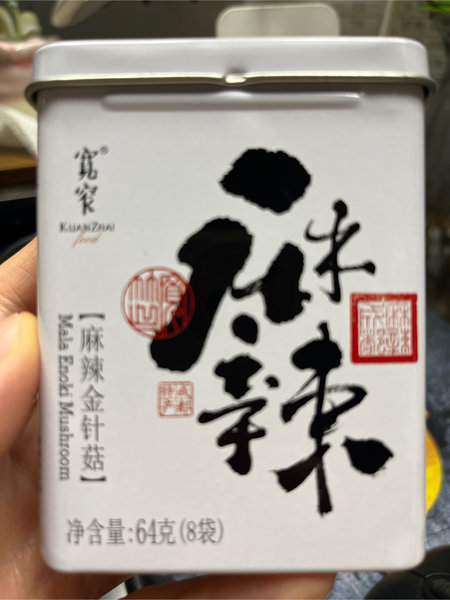 寬窄®
KUANZHAI
food
麻辣
【麻辣金针菇】
Mala Enoki Mushroom
净含量:64克(8袋)